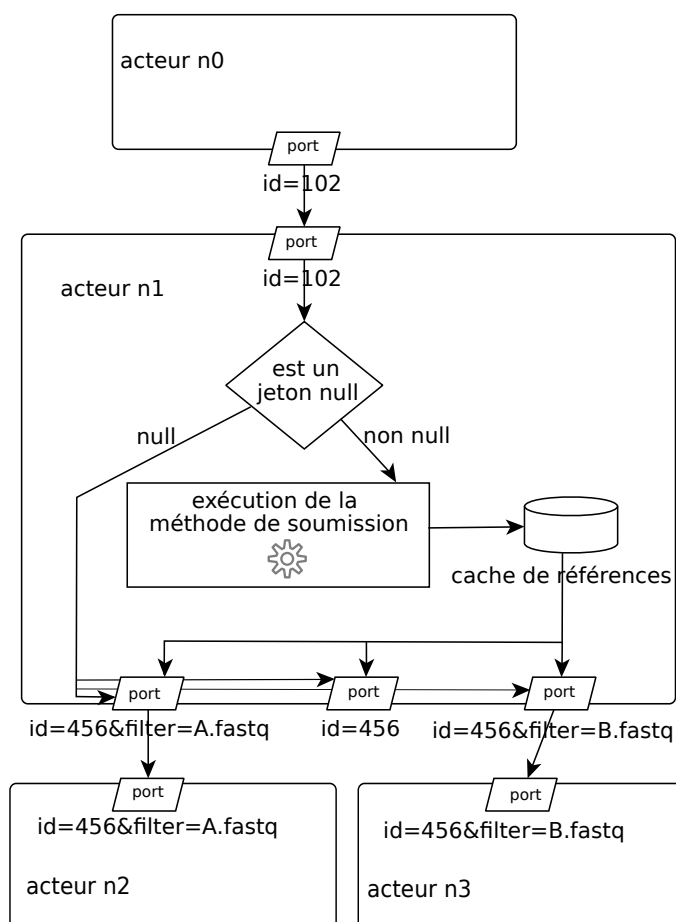 acteur n0
port
id=102
port
id=102
acteur n1
est un
jeton null
null
non null
exécution de la
méthode de soumission
cache de références
port
port
port
id=456&filter=A.fastq
id=456
id=456&filter=B.fastq
port
port
id=456&filter=A.fastq
id=456&filter=B.fastq
acteur n2
acteur n3